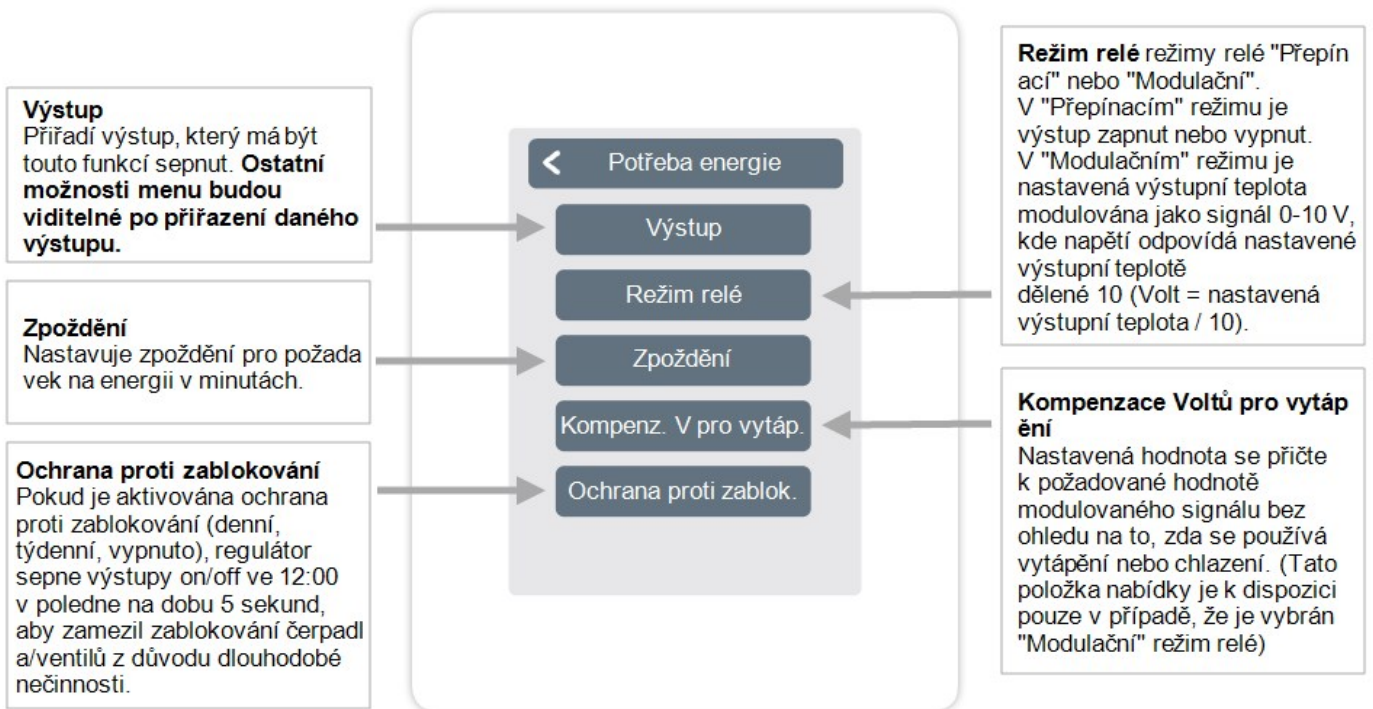 Výstup
Přiřadí výstup, který má být
touto funkcí sepnut. Ostatní
možnosti menu budou
viditelné po přiřazení daného
výstupu.
Zpoždění
Nastavuje zpoždění pro požada
vek na energii v minutách.
Ochrana proti zablokování
Pokud je aktivována ochrana
proti zablokování (denní,
týdenní, vypnuto), regulátor
sepne výstupy on/off ve 12:00
v poledne na dobu 5 sekund,
aby zamezil zablokování čerpadl
a/ventilů z důvodu dlouhodobé
nečinnosti.
Potřeba energie
Výstup
Režim relé
Zpoždění
Kompenz. V pro vytáp.
Ochrana proti zablok.
Režim relé režimy relé "Přepín
ací" nebo "Modulační".
V "Přepínacím" režimu je
výstup zapnut nebo vypnut.
V "Modulačním" režimu je
nastavená výstupní teplota
modulována jako signál 0-10 V,
kde napětí odpovídá nastavené
výstupní teplotě
dělené 10 (Volt = nastavená
výstupní teplota / 10).
Kompenzace Voltů pro vytáp
ění
Nastavená hodnota se přičte
k požadované hodnotě
modulovaného signálu bez
ohledu na to, zda se používá
vytápění nebo chlazení. (Tato
položka nabídky je k dispozici
pouze v případě, že je vybrán
"Modulační" režim relé)